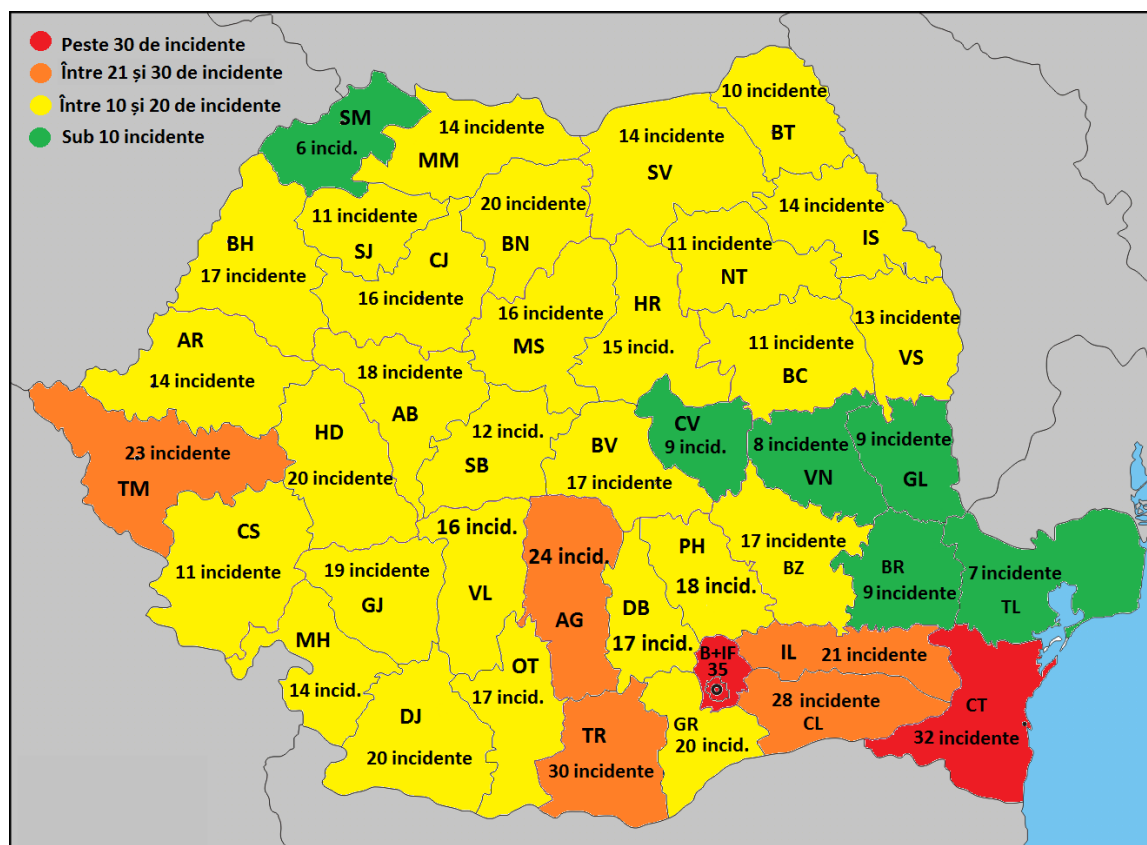 Peste 30 de incidente
Între 21 și 30 de incidente
Între 10 și 20 de incidente
Sub 10 incidente
SM
6 incid.
14 incidente
MM
14 incidente
SV
10 incidente
BT
BH
17 incidente
11 incidente
SJ
CJ
16 incidente
20 incidente
BN
14 incidente
IS
11 incidente
NT
AR
14 incidente
16 incidente
MS
HR
15 incid.
11 incidente
BC
13 incidente
VS
18 incidente
AB
23 incidente
TM
HD
20 incidente
12 incid.
SB
BV
17 incidente
CV
9 incid.
8 incidente
VN
9 incidente
GL
CS
11 incidente
19 incidente
GJ
16 incid.
VL
24 incid.
AG
DB
17 incid.
PH
18 incid.
17 incidente
BZ
BR
9 incidente
7 incidente
TL
MH
14 incid.
DJ
20 incidente
OT
17 incid.
TR
30 incidente
GR
20 incid.
B+IF
35
IL
21 incidente
28 incidente
CL
CT
32 incidente